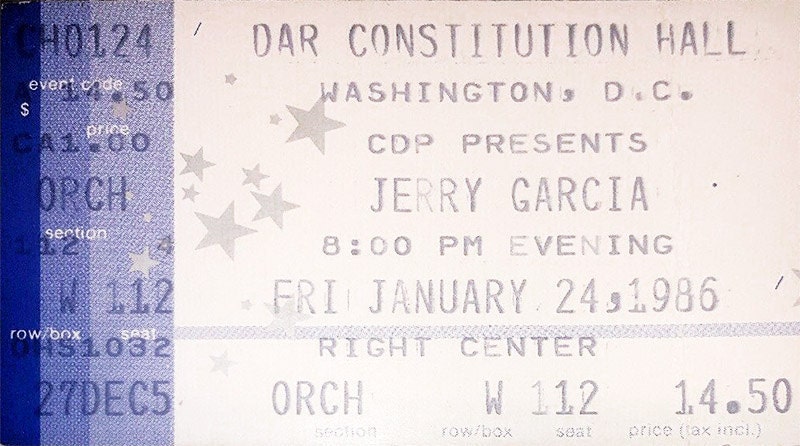 CH0124 DAR CONSTITUTION HALL
event code
A 14.50 WASHINGTON, D.C.
$
price
CA1.00 CDP PRESENTS
ORCH JERRY GARCIA
section
112 4 8:00 PM EVENING
W 112 FRI JANUARY 24,1986
row/box seat
1032 RIGHT CENTER
27DEC5 ORCH W 112 14.50
section row/box seat price (tax incl.)